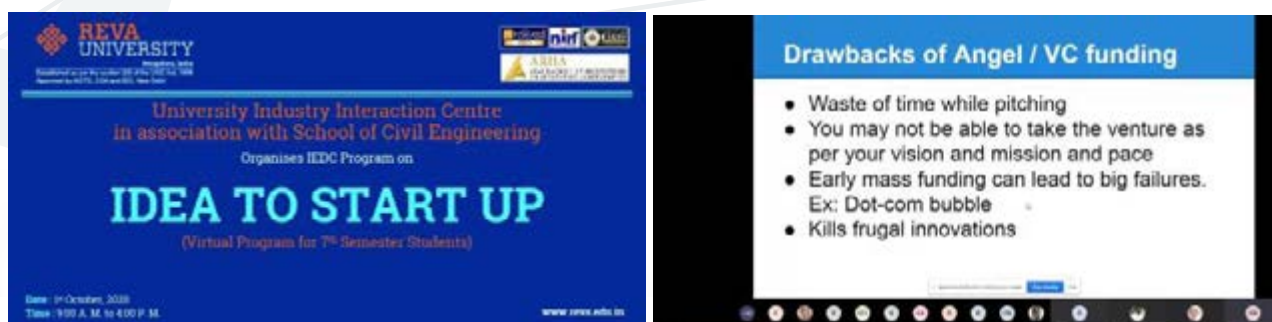 REVA
UNIVERSITY
Bengaluru, India
nirf
University Industry Interaction Centre
in association with School of Civil Engineering
Organises IEDC Program on
IDEA TO START UP
(Virtual Program for 7th Semester Students)
Date : 1st October, 2020
Time : 9:00 A. M. to 4:00 P. M.
www.reva.edu.in
Drawbacks of Angel / VC funding
• Waste of time while pitching
• You may not be able to take the venture as
per your vision and mission and pace
• Early mass funding can lead to big failures.
Ex: Dot-com bubble
• Kills frugal innovations